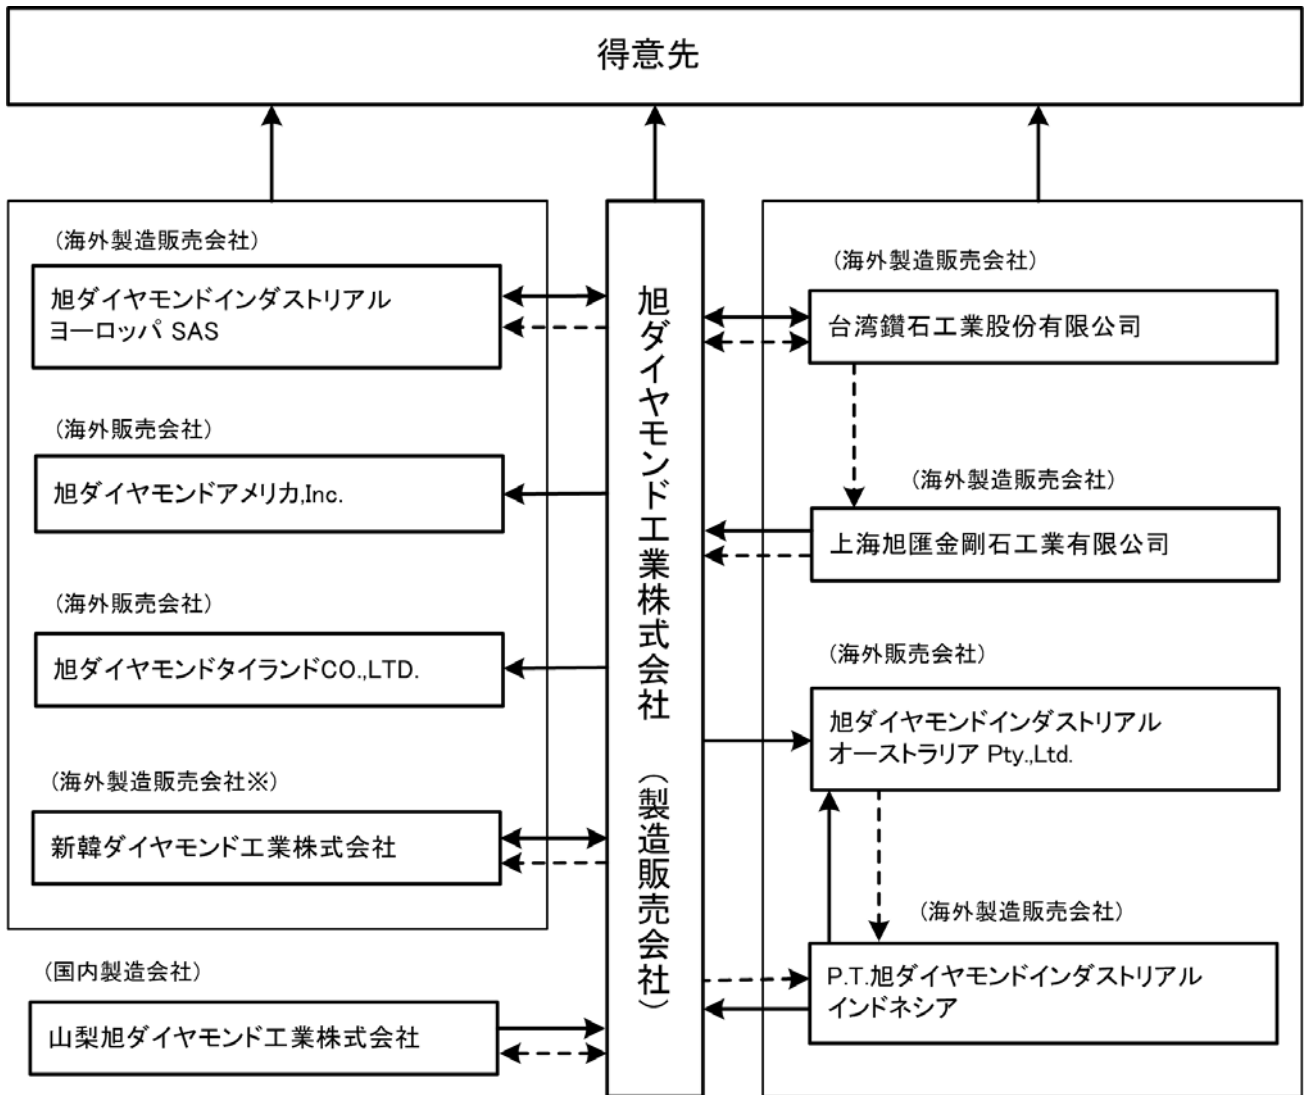 得意先
(海外製造販売会社)
旭ダイヤモンドインダストリアル
ヨーロッパ SAS
(海外販売会社)
旭ダイヤモンドアメリカ,Inc.
(海外販売会社)
旭ダイヤモンドタイランドCO.,LTD.
(海外製造販売会社※)
新韓ダイヤモンド工業株式会社
(国内製造会社)
山梨旭ダイヤモンド工業株式会社
旭ダイヤモンド工業株式会社 (製造販売会社)
(海外製造販売会社)
台湾鑽石工業股份有限公司
(海外製造販売会社)
上海旭匯金剛石工業有限公司
(海外販売会社)
旭ダイヤモンドインダストリアル
オーストラリア Pty.,Ltd.
(海外製造販売会社)
P.T.旭ダイヤモンドインダストリアル
インドネシア